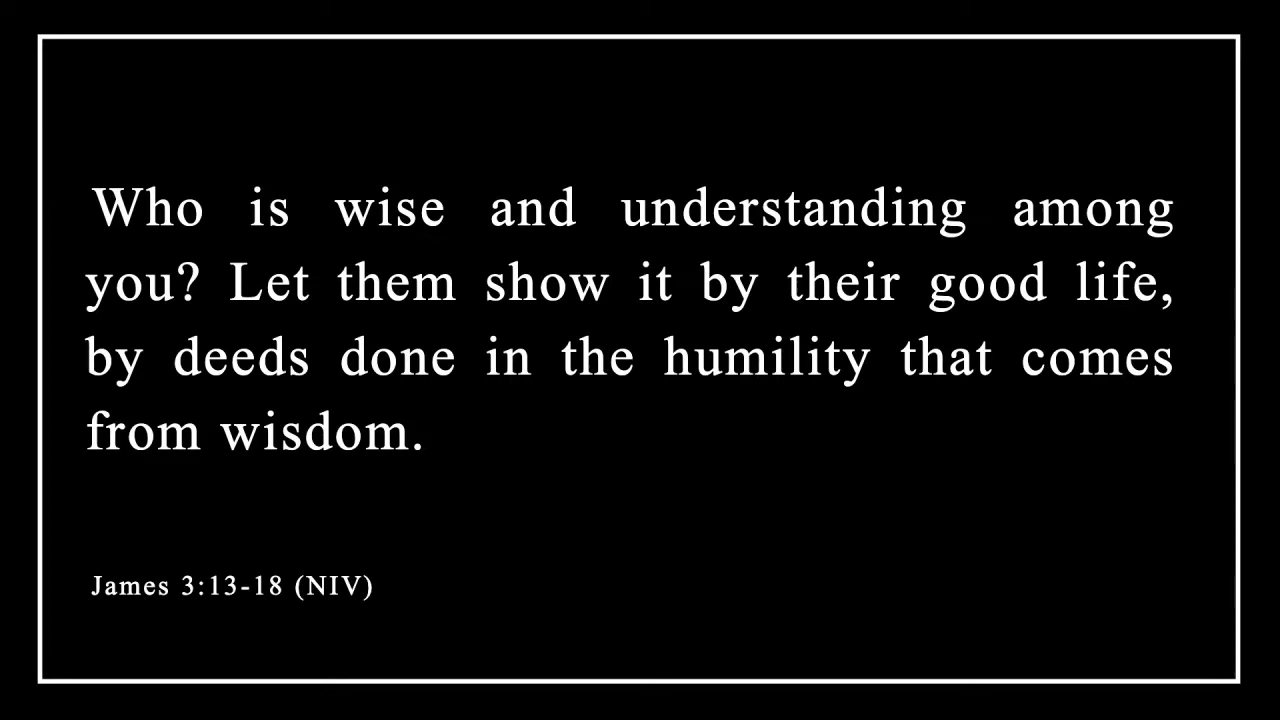 Who is wise and understanding among
you? Let them show it by their good life,
by deeds done in the humility that comes
from wisdom.
James 3:13-18 (NIV)